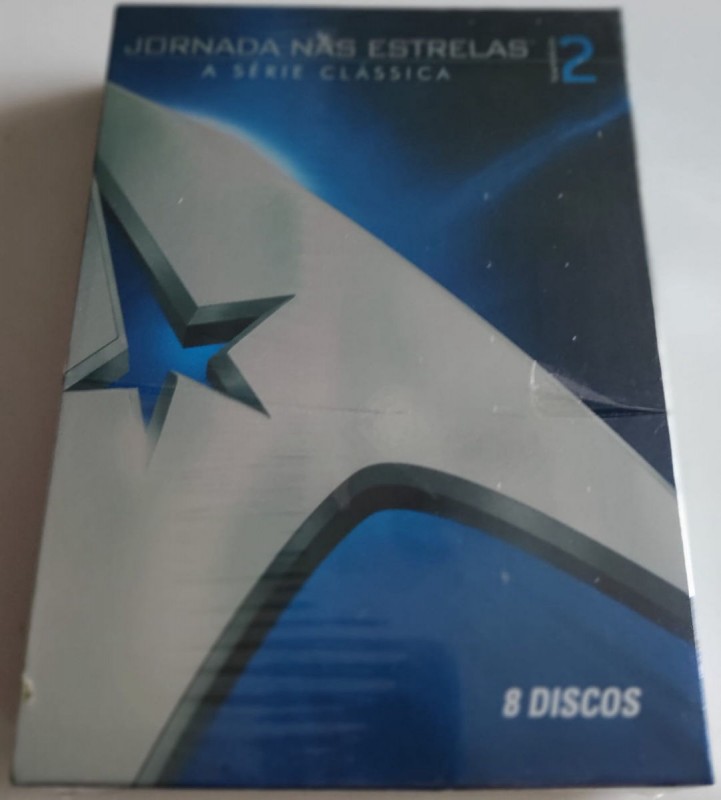 JORNADA NAS ESTRELAS
A SÉRIE CLÁSSICA
2
8 DISCOS